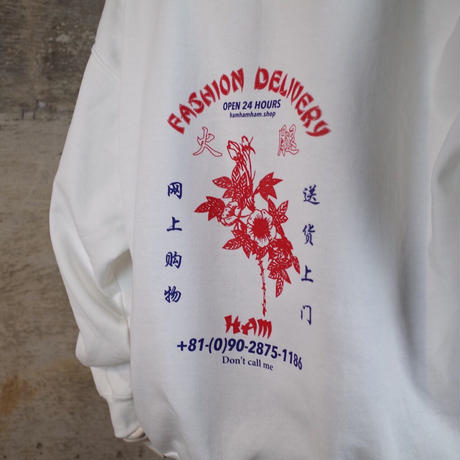 FASHION DELIVERY
OPEN 24 HOURS
hamhamham.shop
火腿
网上购物
送货上门
HAM
+81-(0)90-2875-1186
Don't call me